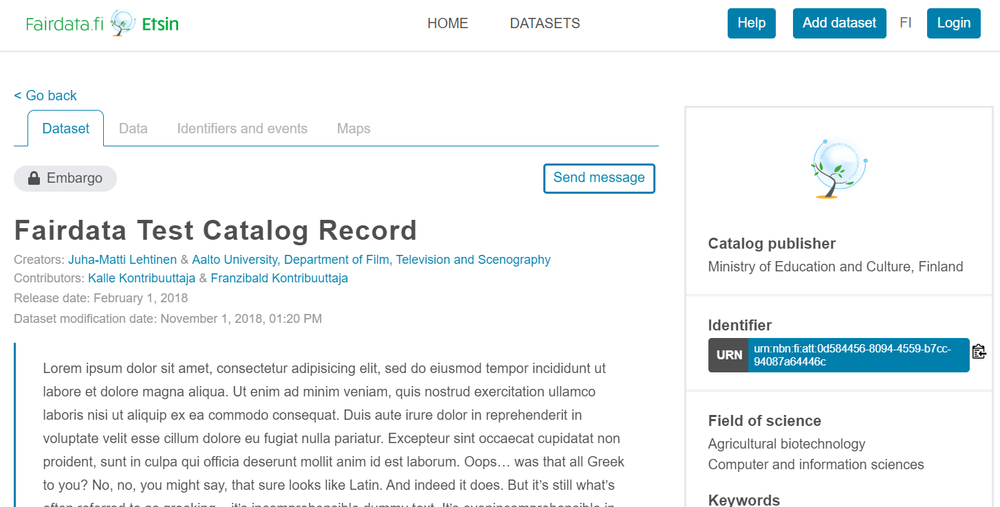 Fairdata.fi Etsin
HOME
DATASETS
Help
Add dataset
FI
Login
< Go back
Dataset
Data
Identifiers and events
Maps
Embargo
Send message
Fairdata Test Catalog Record
Creators: Juha-Matti Lehtinen & Aalto University, Department of Film, Television and Scenography
Contributors: Kalle Kontribuuttaja & Franzibald Kontribuuttaja
Release date: February 1, 2018
Dataset modification date: November 1, 2018, 01:20 PM
Lorem ipsum dolor sit amet, consectetur adipisicing elit, sed do eiusmod tempor incididunt ut
labore et dolore magna aliqua. Ut enim ad minim veniam, quis nostrud exercitation ullamco
laboris nisi ut aliquip ex ea commodo consequat. Duis aute irure dolor in reprehenderit in
voluptate velit esse cillum dolore eu fugiat nulla pariatur. Excepteur sint occaecat cupidatat non
proident, sunt in culpa qui officia deserunt mollit anim id est laborum. Oops… was that all Greek
to you? No, no, you might say, that sure looks like Latin. And indeed it does. But it’s still what’s
often referred to as greeking – it’s incomprehensible dummy text. It’s evenincomprehensible in
Catalog publisher
Ministry of Education and Culture, Finland
Identifier
URN
urn:nbn:fi:att:0d584456-8094-4559-b7cc-
94087a64446c
Field of science
Agricultural biotechnology
Computer and information sciences
Keywords